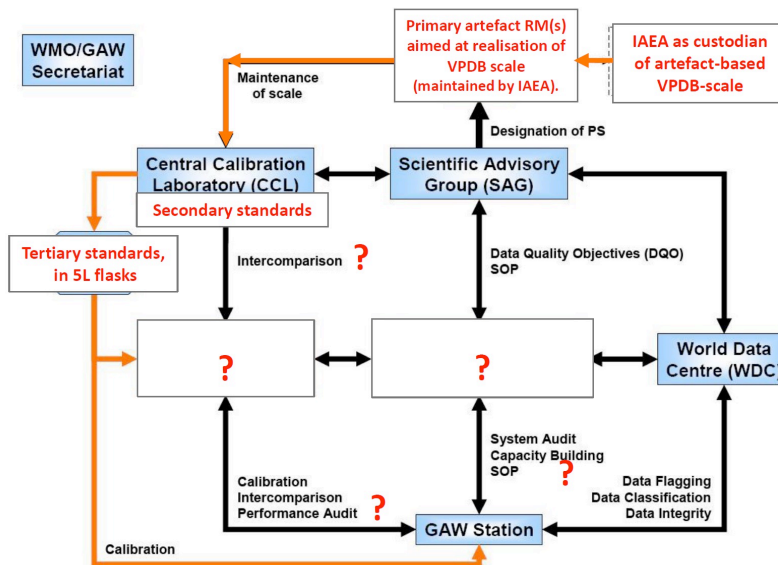 WMO/GAW
Secretariat
Primary artefact RM(s)
aimed at realisation of
VPDB scale
(maintained by IAEA).
IAEA as custodian
of artefact-based
VPDB-scale
Maintenance
of scale
Designation of PS
Central Calibration
Laboratory (CCL)
Secondary standards
Scientific Advisory
Group (SAG)
Tertiary standards,
in 5L flasks
Intercomparison ?
Data Quality Objectives (DQO)
SOP
?
?
World Data
Centre (WDC)
System Audit
Capacity Building
SOP ?
Calibration
Intercomparison
Performance Audit ?
Data Flagging
Data Classification
Data Integrity
GAW Station
Calibration